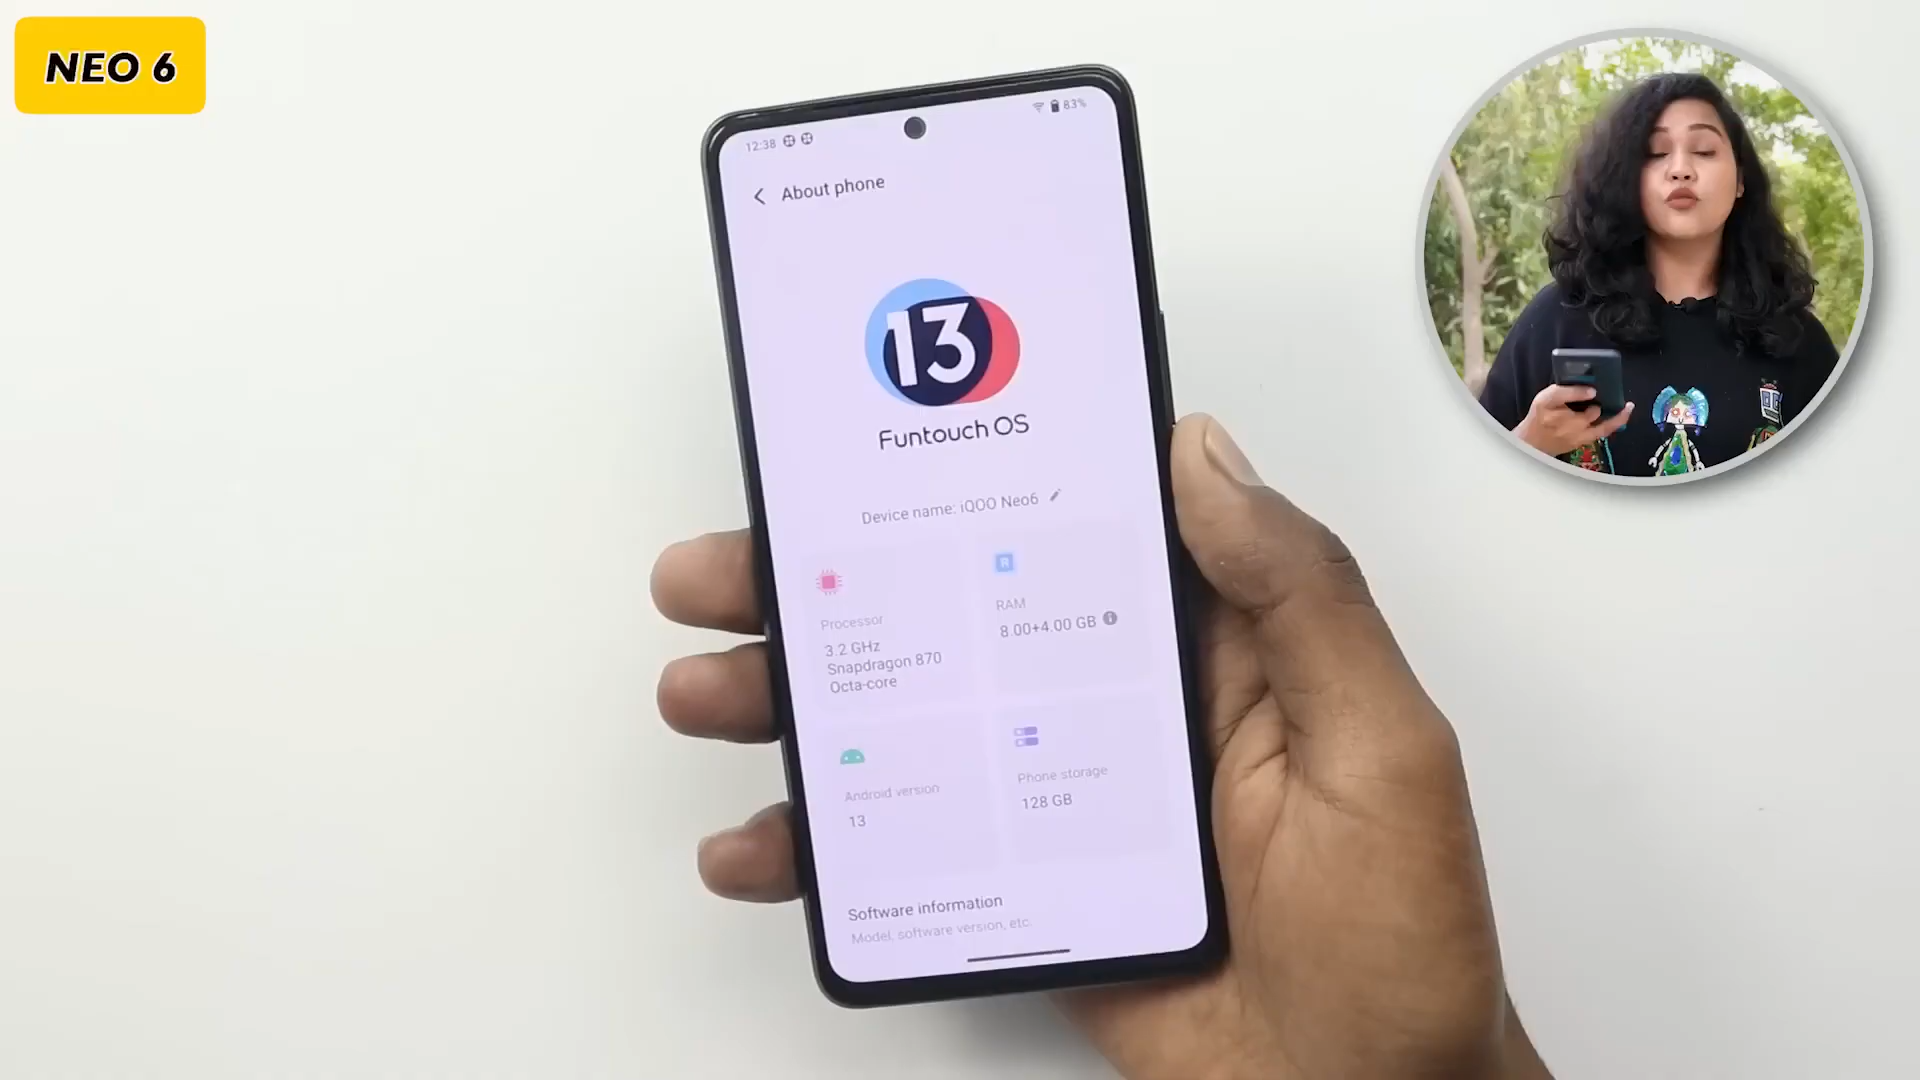 NEO 6
12:38
83%
About phone
13
Funtouch OS
Device name: iQOO Neo6
Processor
3.2 GHz
Snapdragon 870
Octa-core
R
RAM
8.00+4.00 GB
Android version
13
Phone storage
128 GB
Software information
Model, software version, etc.